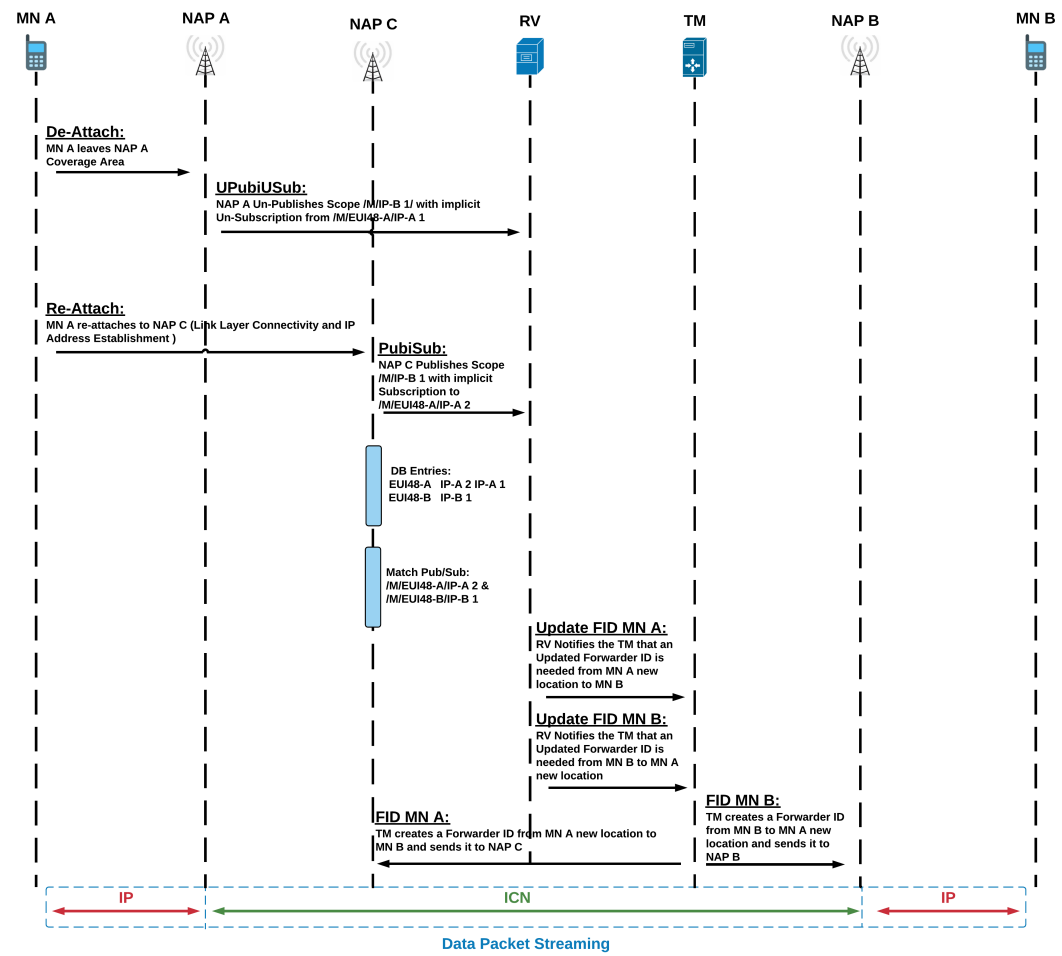 MN A
NAP A
NAP C
RV
TM
NAP B
MN B
De-Attach:
MN A leaves NAP A
Coverage Area
UPubiUSub:
NAP A Un-Publishes Scope /M/IP-B 1/ with implicit
Un-Subscription from /M/EUI48-A/IP-A 1
Re-Attach:
MN A re-attaches to NAP C (Link Layer Connectivity and IP
Address Establishment )
PubiSub:
NAP C Publishes Scope
/M/IP-B 1 with implicit
Subscription to
/M/EUI48-A/IP-A 2
DB Entries:
EUI48-A IP-A 2 IP-A 1
EUI48-B IP-B 1
Match Pub/Sub:
/M/EUI48-A/IP-A 2 &
/M/EUI48-B/IP-B 1
Update FID MN A:
RV Notifies the TM that an
Updated Forwarder ID is
needed from MN A new
location to MN B
Update FID MN B:
RV Notifies the TM that an
Updated Forwarder ID is
needed from MN B to MN A
new location
FID MN B:
TM creates a Forwarder ID
from MN B to MN A new
location and sends it to
NAP B
FID MN A:
TM creates a Forwarder ID from MN A new location to
MN B and sends it to NAP C
IP
ICN
IP
Data Packet Streaming